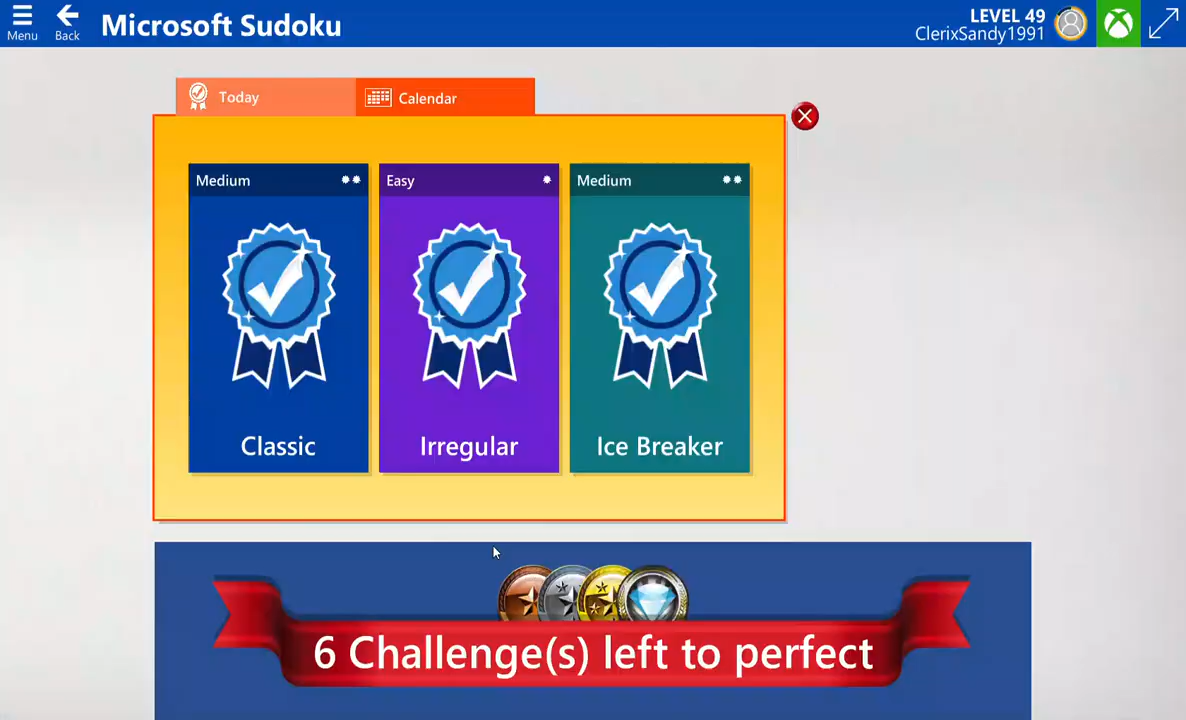 Menu
Back
Microsoft Sudoku
LEVEL 49
ClerixSandy1991
Today
Calendar
Medium
Easy
Medium
Classic
Irregular
Ice Breaker
6 Challenge(s) left to perfect